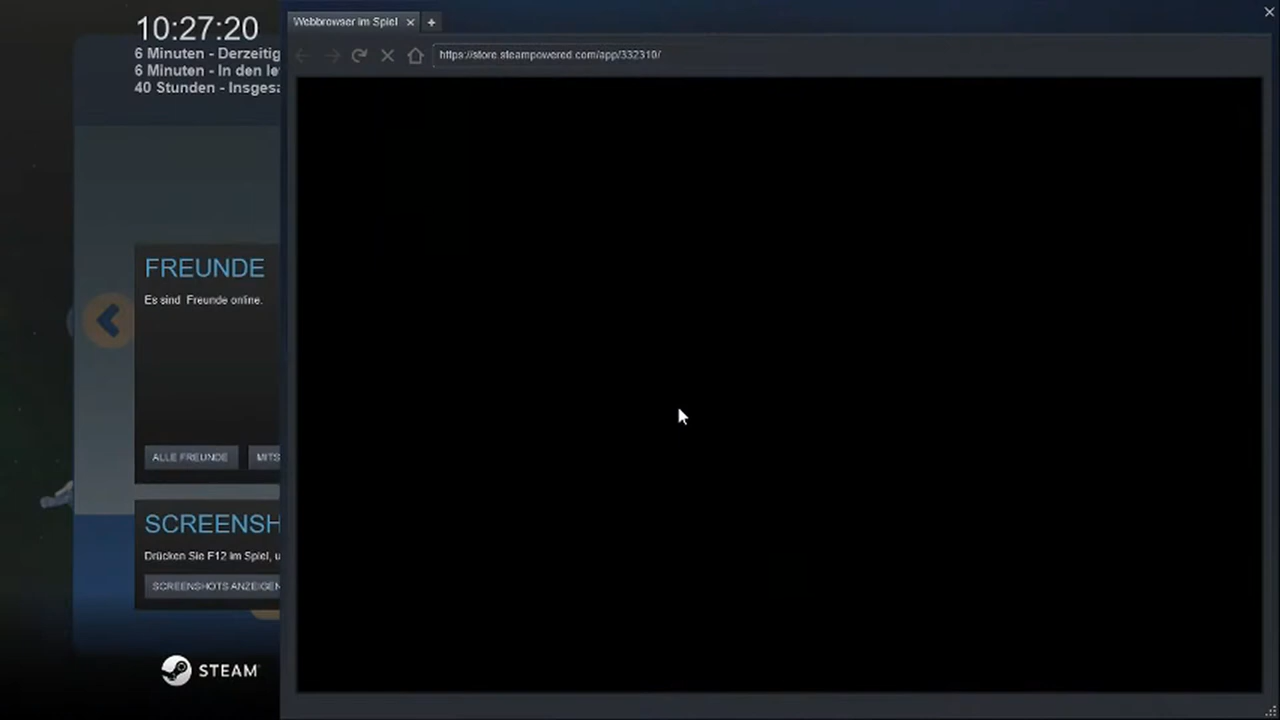 10:27:20
6 Minuten - Derzeitig
6 Minuten - In den le
40 Stunden - Insgesa
Webbrowser im Spiel
https://store.steampowered.com/app/332310/
FREUNDE
Es sind Freunde online.
ALLE FREUNDE
MITS
SCREENSH
Drücken Sie F12 im Spiel, u
SCREENSHOTS ANZEIGEN
STEAM